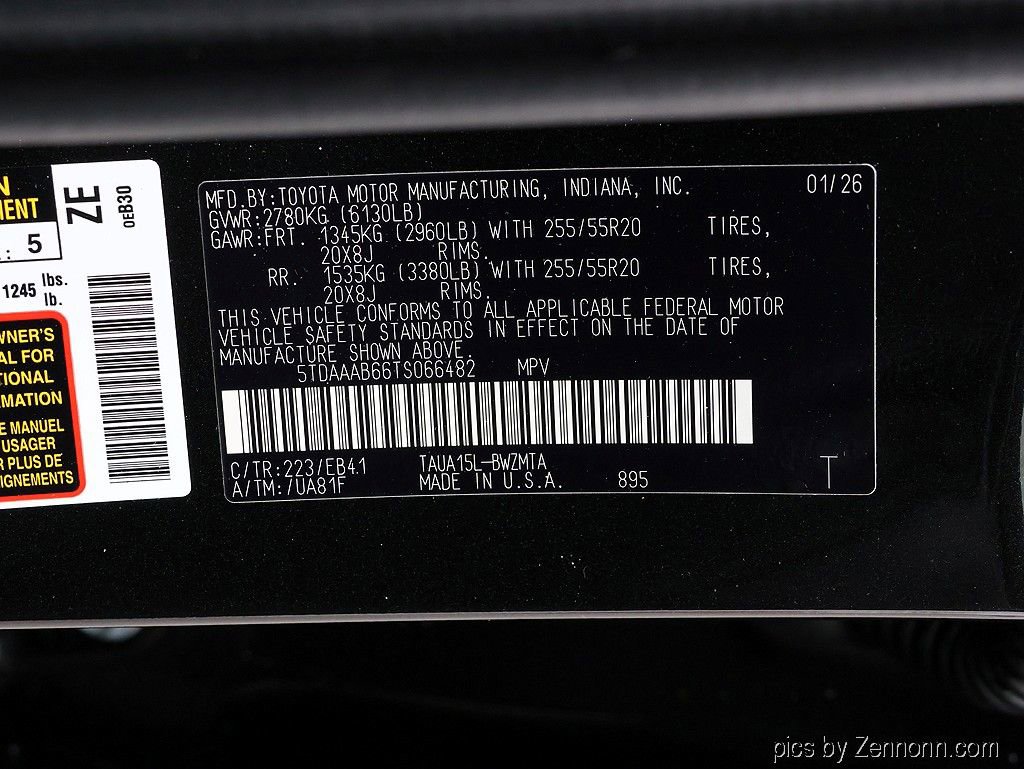 N
MENT
: 5
1245 lbs.
lb.
WNER'S
AL FOR
TIONAL
MATION
E MANUEL
USAGER
R PLUS DE
IGNEMENTS
ZE
0EB30
MFD.BY:TOYOTA MOTOR MANUFACTURING, INDIANA, INC. 01/26
GVWR:2780KG (6130LB)
GAWR:FRT. 1345KG (2960LB) WITH 255/55R20 TIRES,
20X8J RIMS.
RR. 1535KG (3380LB) WITH 255/55R20 TIRES,
20X8J RIMS.
THIS VEHICLE CONFORMS TO ALL APPLICABLE FEDERAL MOTOR
VEHICLE SAFETY STANDARDS IN EFFECT ON THE DATE OF
MANUFACTURE SHOWN ABOVE.
5TDAAAB66TS066482 MPV
C/TR:223/EB41 TAUA15L-BWZMTA
A/TM:/UA81F MADE IN U.S.A. 895 T
pics by Zennonn.com